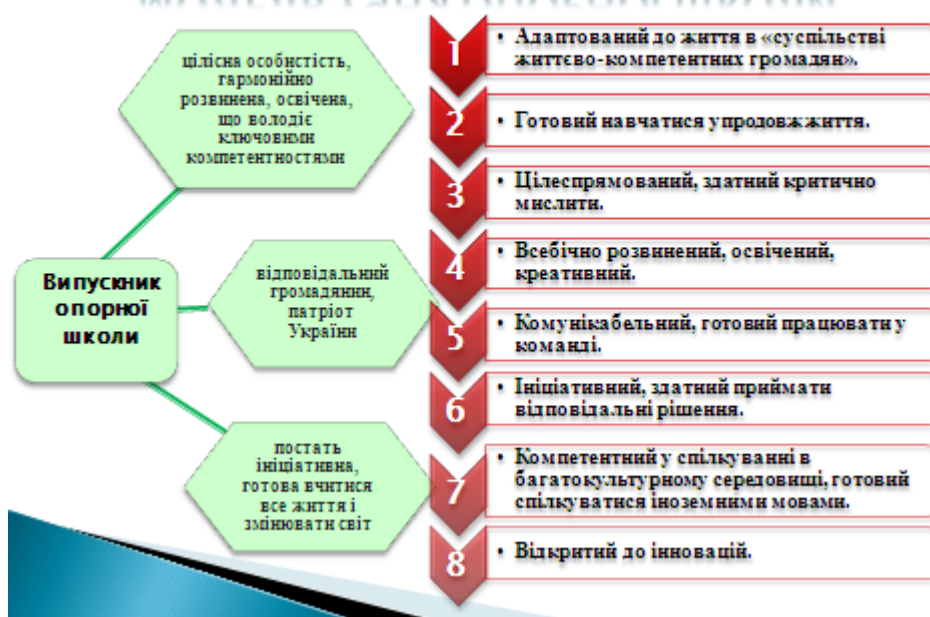 цілісна особистість,
гармонійно
розвинена, освічена,
що володіє
ключовими
компетентностями
Випускник
опорної
школи
відповідальний
громадянин,
патріот
України
постать
ініціативна,
готова вчитися
все життя і
змінювати світ
1
• Адаптований до життя в «суспільстві
життєво-компетентних громадян».
2
• Готовий навчатися упродовж життя.
3
• Цілеспрямований, здатний критично
мислити.
4
• Всебічно розвинений, освічений,
креативний.
5
• Комунікабельний, готовий працювати у
команді.
6
• Ініціативний, здатний приймати
відповідальні рішення.
7
• Компетентний у спілкуванні в
багатокультурному середовищі, готовий
спілкуватися іноземними мовами.
8
• Відкритий до інновацій.